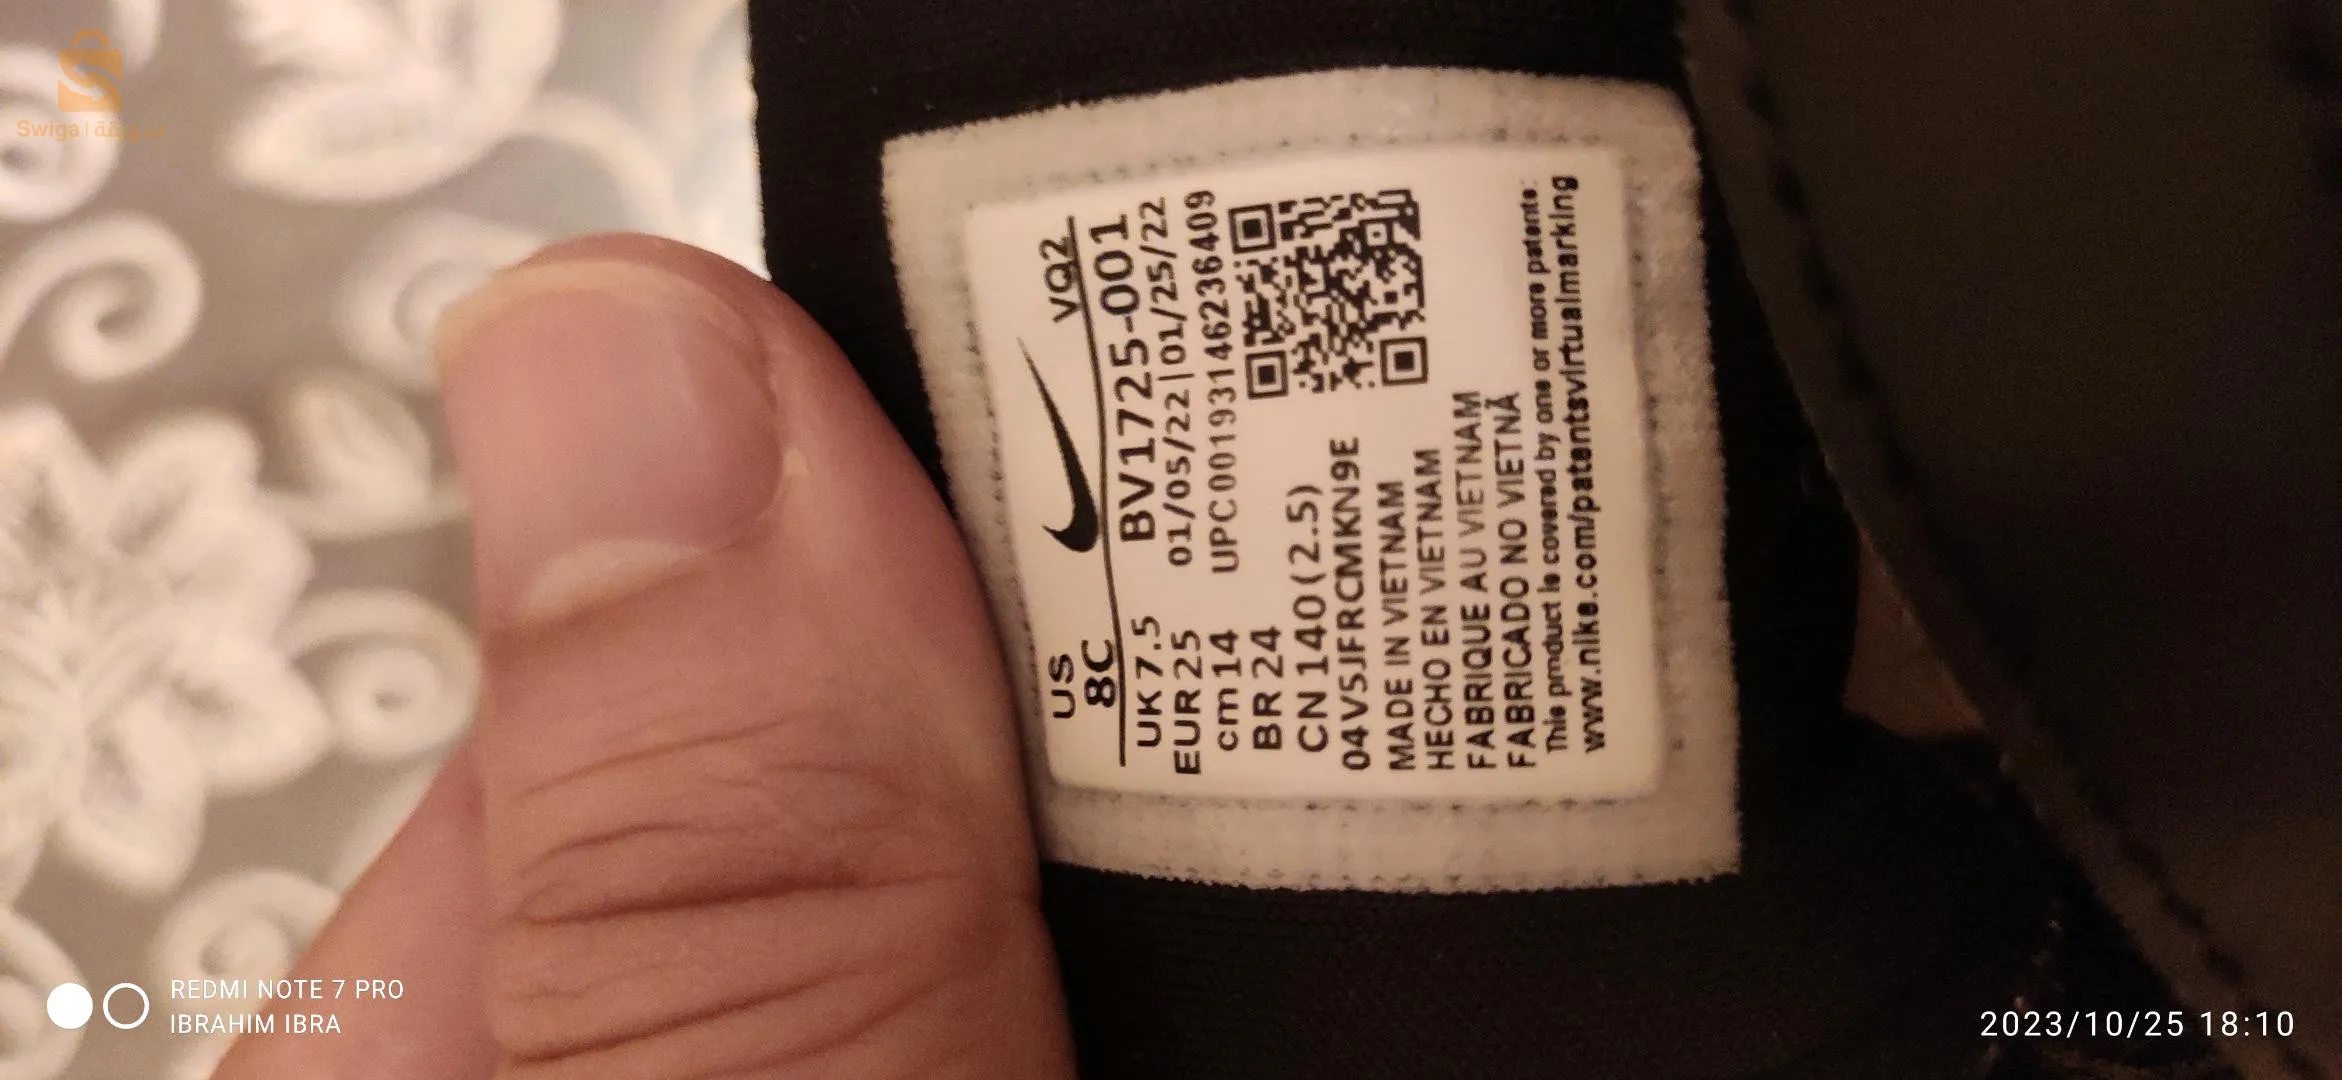 Swiga | سويقة
US
8C
VQ2
UK 7.5
BV1725-001
EUR 25
01/05/22|01/25/22
cm 14
UPC00193146236409
BR 24
CN 140(2.5)
04V5JFRCMKN9E
MADE IN VIETNAM
HECHO EN VIETNAM
FABRIQUE AU VIETNAM
FABRICADO NO VIETNÃ
This product is covered by one or more patents:
www.nike.com/patentsvirtualmarking
REDMI NOTE 7 PRO
IBRAHIM IBRA
2023/10/25 18:10